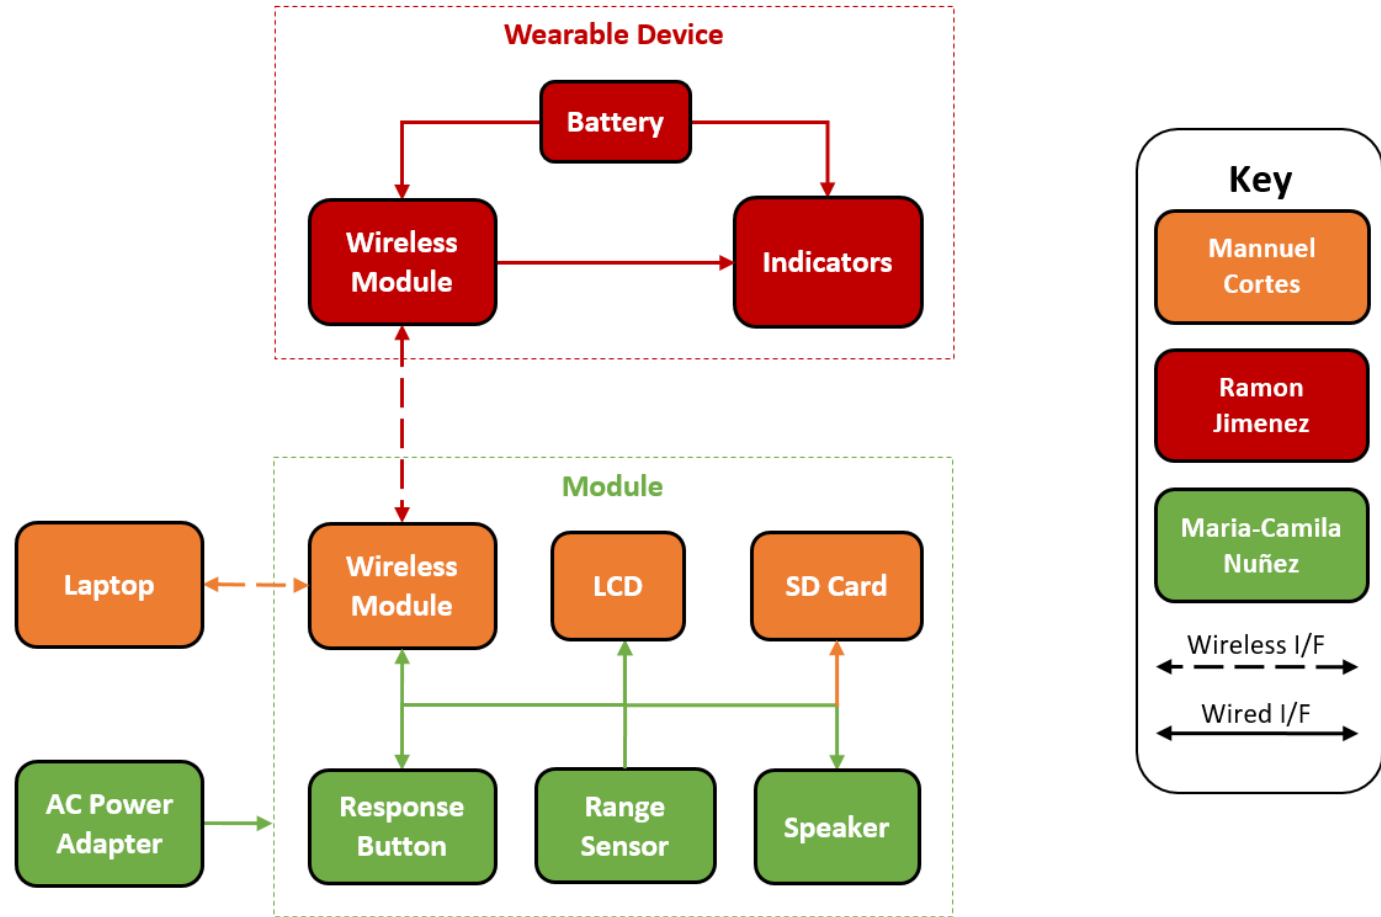 Wearable Device
Battery
Wireless
Module
Indicators
Module
Laptop
Wireless
Module
LCD
SD Card
AC Power
Adapter
Response
Button
Range
Sensor
Speaker
Key
Mannuel
Cortes
Ramon
Jimenez
Maria-Camila
Nuñez
Wireless I/F
Wired I/F